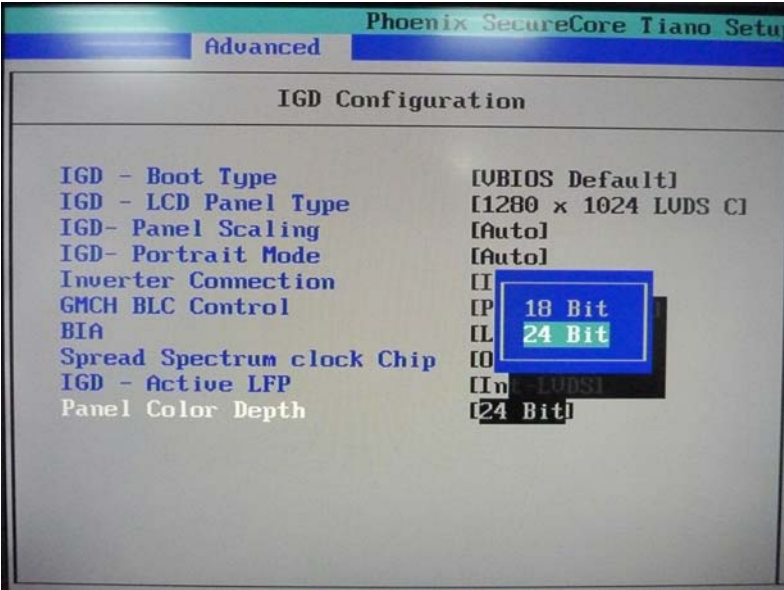 Phoenix SecureCore Tiano Setu
Advanced
IGD Configuration
IGD - Boot Type [VBIOS Default]
IGD - LCD Panel Type [1280 x 1024 LVDS C]
IGD- Panel Scaling [Auto]
IGD- Portrait Mode [Auto]
Inverter Connection [I
GMCH BLC Control [P
BIA [L
Spread Spectrum clock Chip [O
IGD - Active LFP [Int-LVDS]
Panel Color Depth [24 Bit]
18 Bit
24 Bit